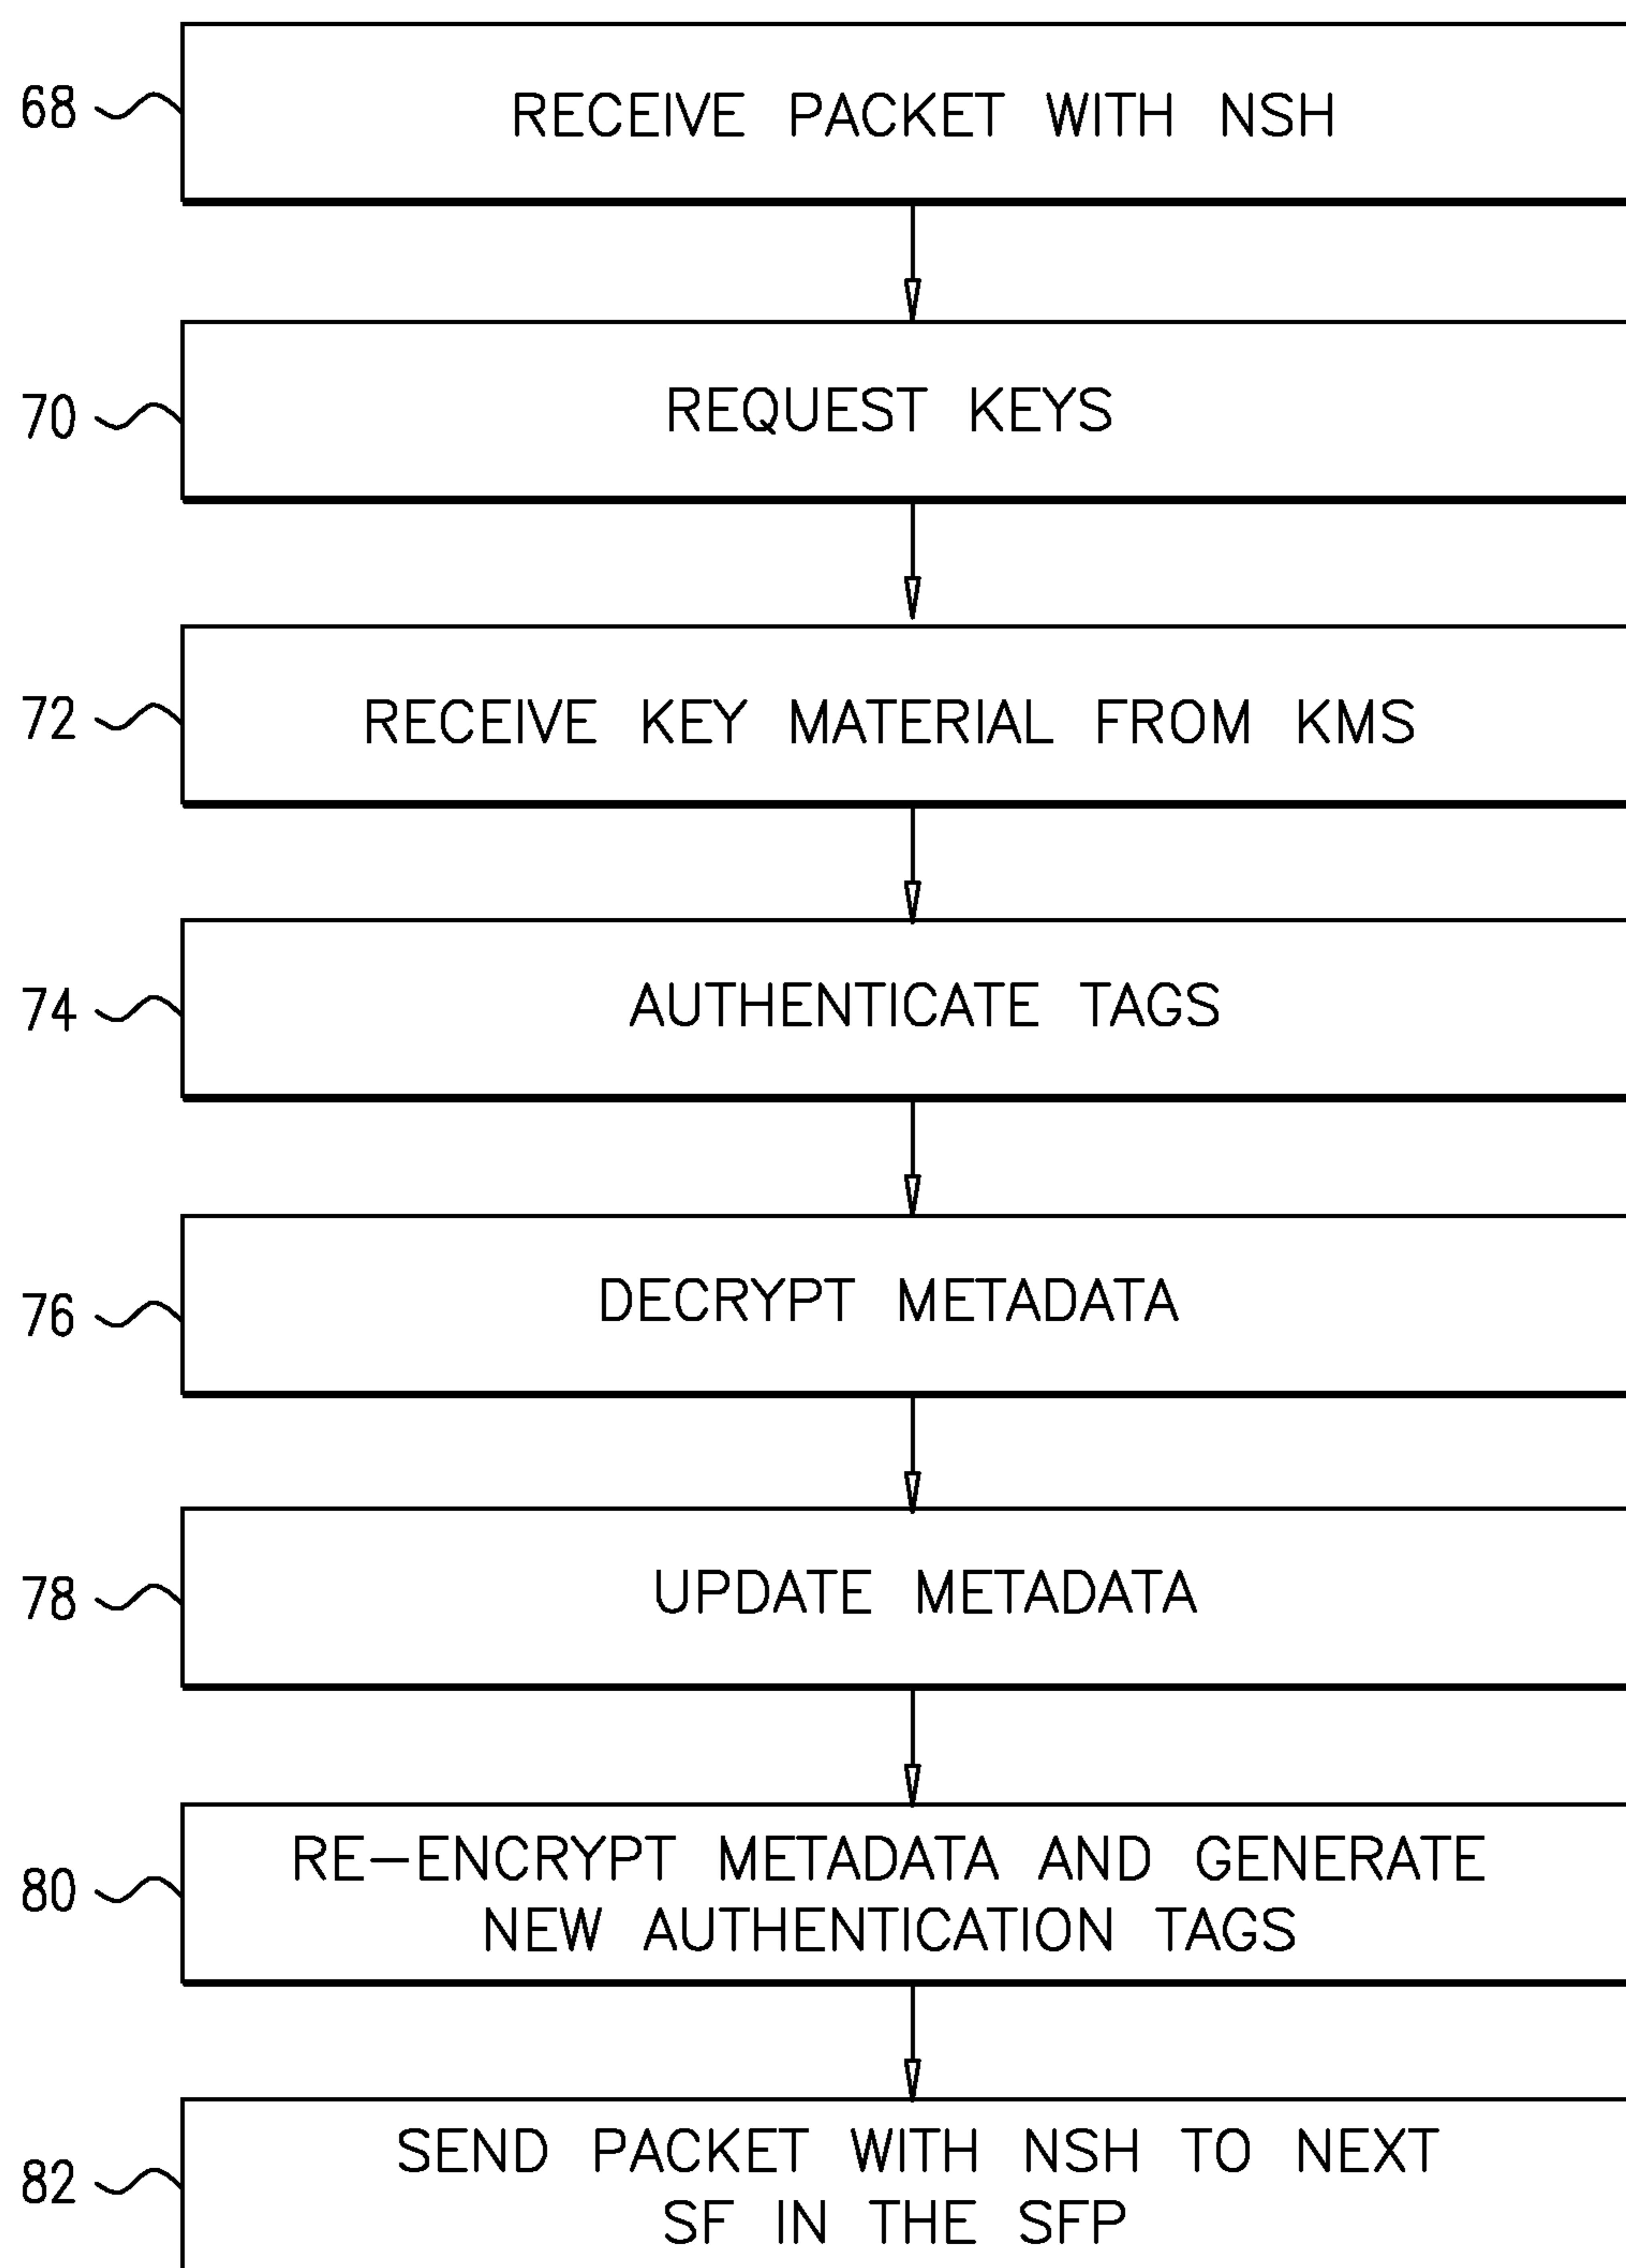 68 RECEIVE PACKET WITH NSH
70 REQUEST KEYS
72 RECEIVE KEY MATERIAL FROM KMS
74 AUTHENTICATE TAGS
76 DECRYPT METADATA
78 UPDATE METADATA
80 RE-ENCRYPT METADATA AND GENERATE
NEW AUTHENTICATION TAGS
82 SEND PACKET WITH NSH TO NEXT
SF IN THE SFP